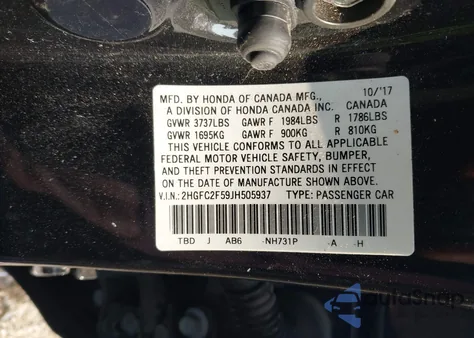 MFD. BY HONDA OF CANADA MFG., 10/'17
A DIVISION OF HONDA CANADA INC. CANADA
GVWR 3737LBS GAWR F 1984LBS R 1786LBS
GVWR 1695KG GAWR F 900KG R 810KG
THIS VEHICLE CONFORMS TO ALL APPLICABLE
FEDERAL MOTOR VEHICLE SAFETY, BUMPER,
AND THEFT PREVENTION STANDARDS IN EFFECT
ON THE DATE OF MANUFACTURE SHOWN ABOVE.
V.I.N.: 2HGFC2F59JH505937 TYPE: PASSENGER CAR
TBD J AB6 -NH731P -A -H
autoSnap